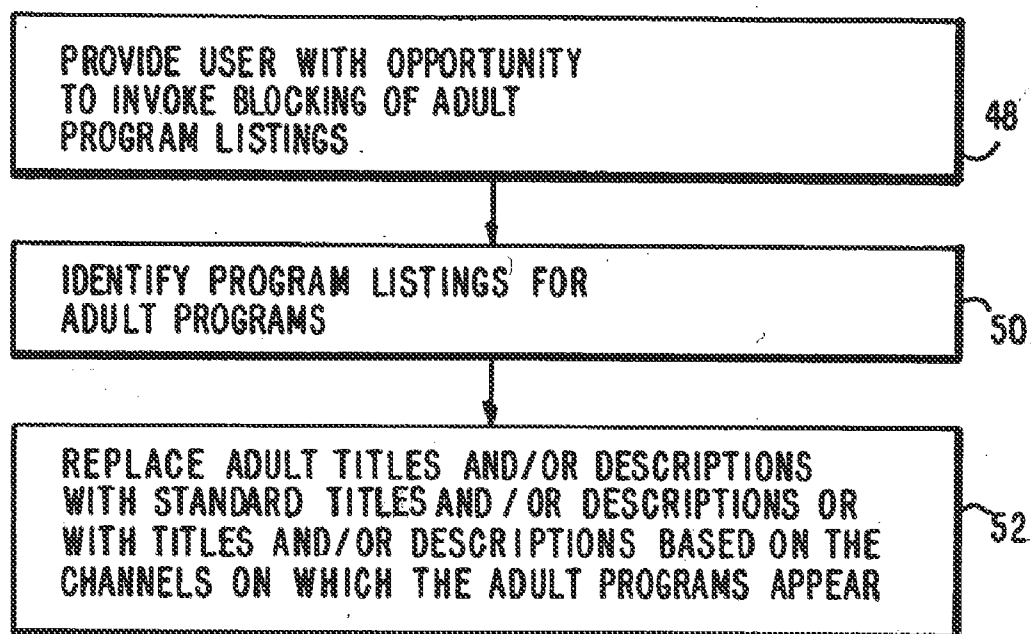 PROVIDE USER WITH OPPORTUNITY
TO INVOKE BLOCKING OF ADULT
PROGRAM LISTINGS
48
IDENTIFY PROGRAM LISTINGS FOR
ADULT PROGRAMS
50
REPLACE ADULT TITLES AND/OR DESCRIPTIONS
WITH STANDARD TITLES AND/OR DESCRIPTIONS OR
WITH TITLES AND/OR DESCRIPTIONS BASED ON THE
CHANNELS ON WHICH THE ADULT PROGRAMS APPEAR
52